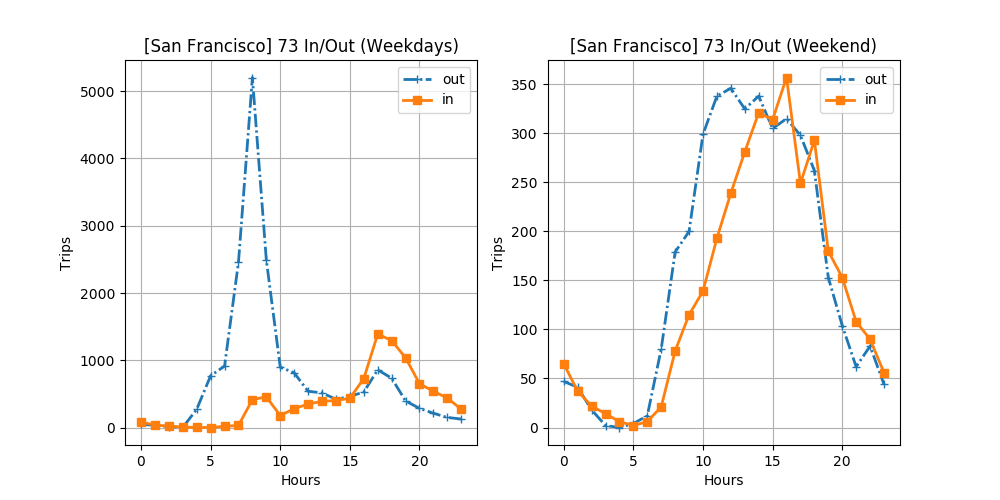 [San Francisco] 73 In/Out (Weekdays)
Trips
5000
4000
3000
2000
1000
0
0 5 10 15 20
Hours
out
in
[San Francisco] 73 In/Out (Weekend)
Trips
350
300
250
200
150
100
50
0
0 5 10 15 20
Hours
out
in